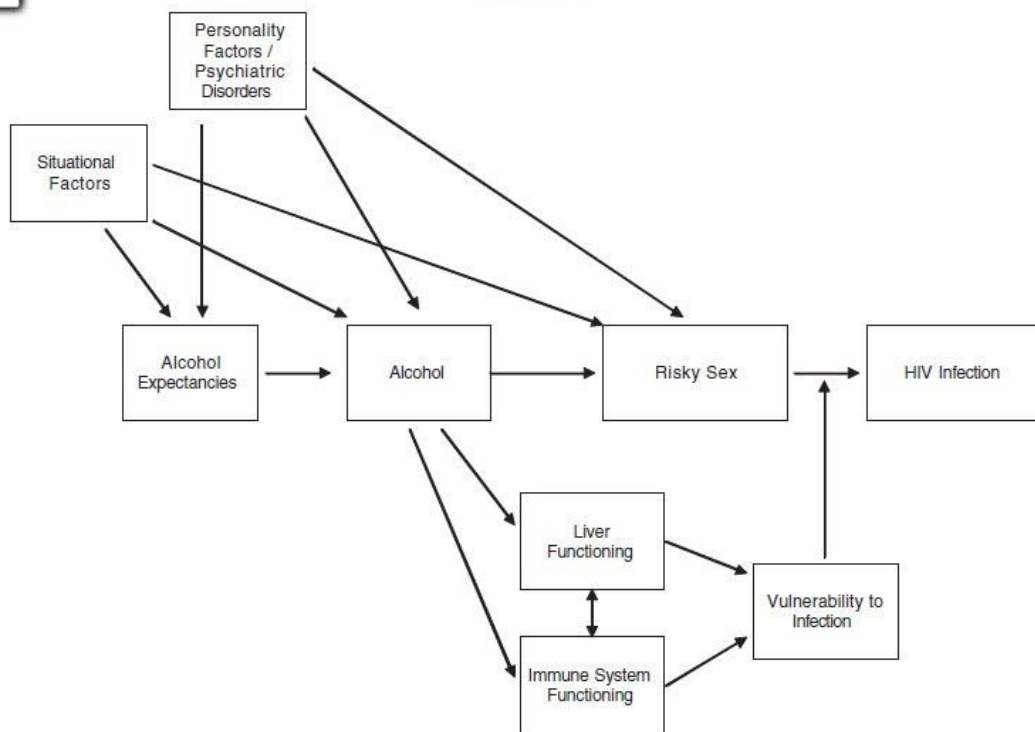 Personality
Factors /
Psychiatric
Disorders
Situational
Factors
Alcohol
Expectancies
Alcohol
Risky Sex
HIV Infection
Liver
Functioning
Vulnerability to
Infection
Immune System
Functioning